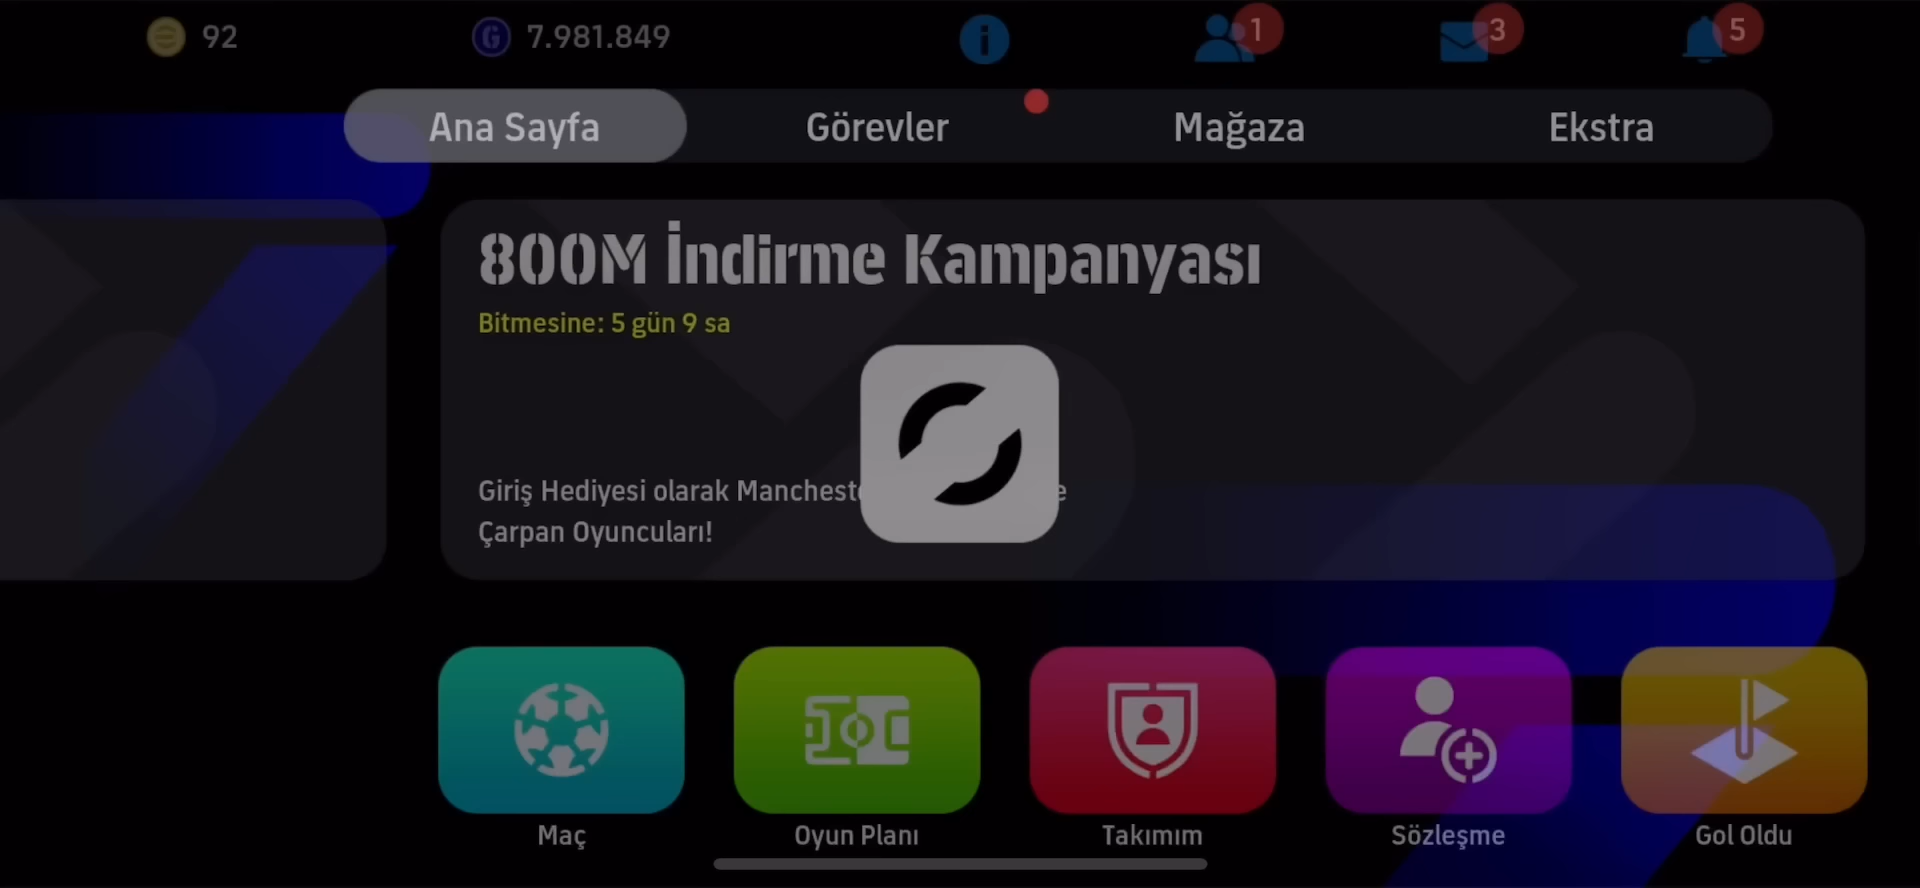 92
7.981.849
1
3
5
Ana Sayfa
Görevler
Mağaza
Ekstra
800M İndirme Kampanyası
Bitmesine: 5 gün 9 sa
Giriş Hediyesi olarak
Çarpan Oyuncuları!
Maç
Oyun Planı
Takımım
Sözleşme
Gol Oldu